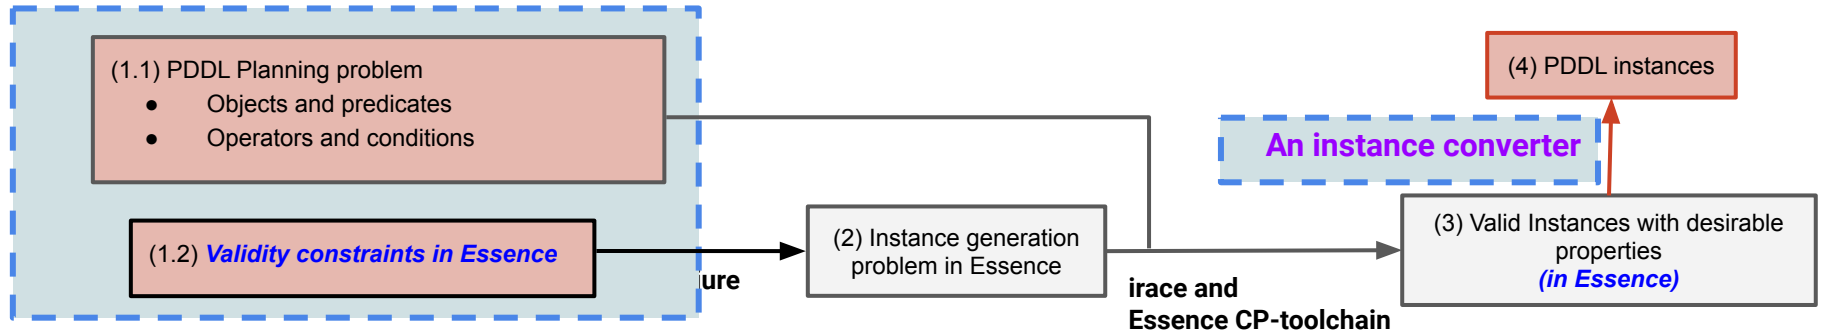 (1.1) PDDL Planning problem
● Objects and predicates
● Operators and conditions
(1.2) Validity constraints in Essence
ure
(2) Instance generation
problem in Essence
irace and
Essence CP-toolchain
An instance converter
(4) PDDL instances
(3) Valid Instances with desirable
properties
(in Essence)